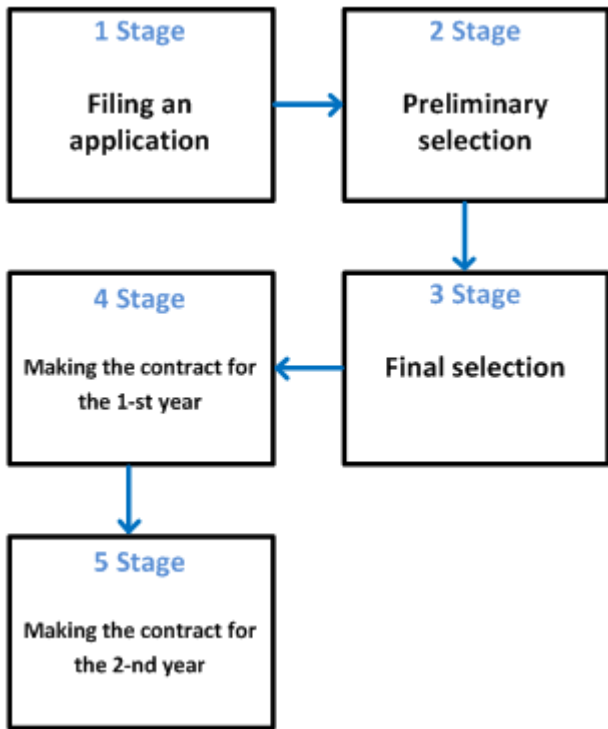 1 Stage
Filing an
application
2 Stage
Preliminary
selection
3 Stage
Final selection
4 Stage
Making the contract for
the 1-st year
5 Stage
Making the contract for
the 2-nd year